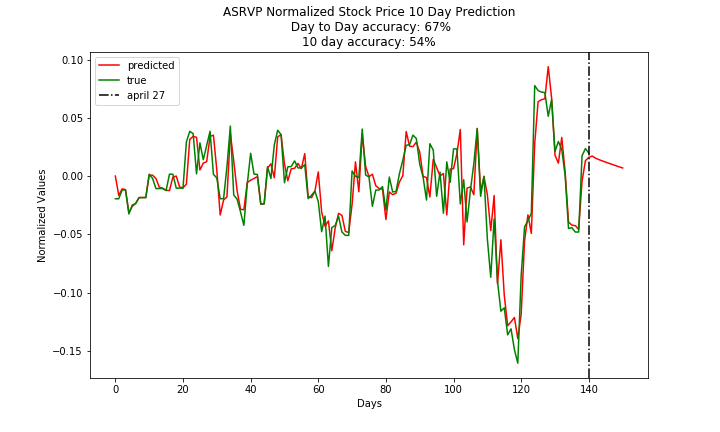 ASRVP Normalized Stock Price 10 Day Prediction
Day to Day accuracy: 67%
10 day accuracy: 54%
predicted
true
april 27
Normalized Values
0.10
0.05
0.00
−0.05
−0.10
−0.15
0 20 40 60 80 100 120 140
Days